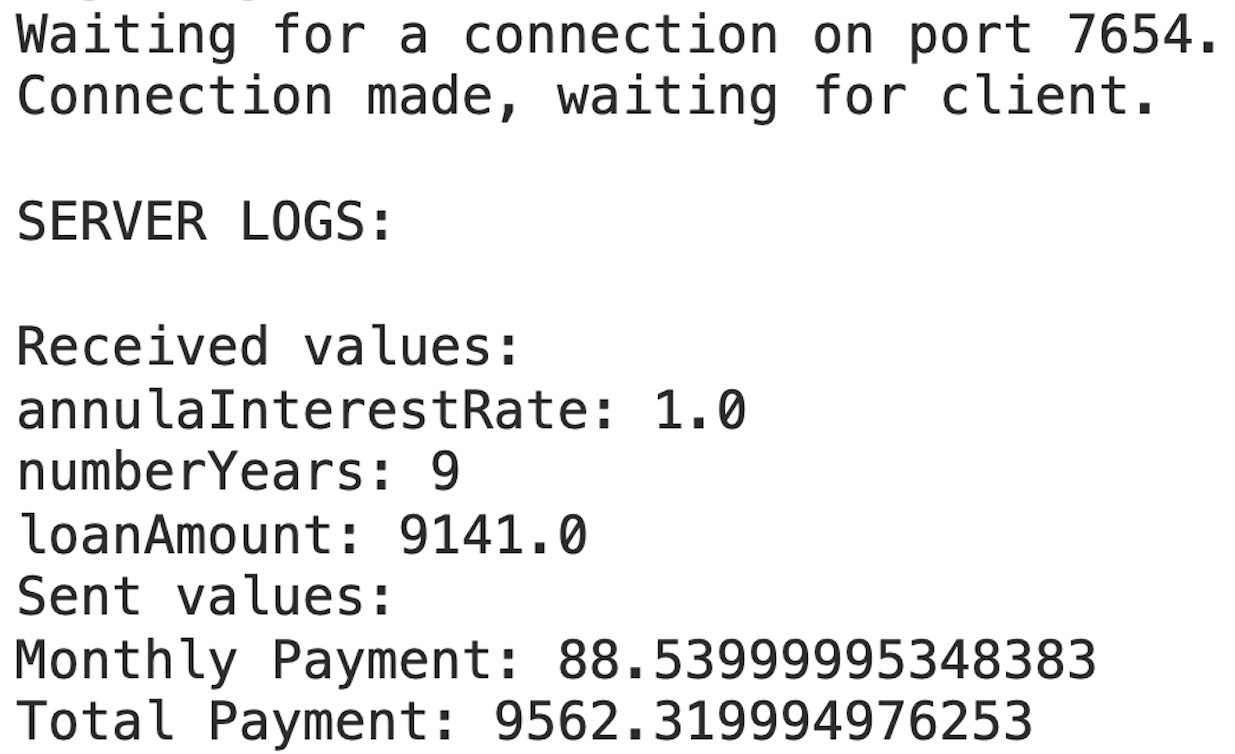 Waiting for a connection on port 7654.
Connection made, waiting for client.
SERVER LOGS:
Received values:
annulaInterestRate: 1.0
numberYears: 9
loanAmount: 9141.0
Sent values:
Monthly Payment: 88.53999995348383
Total Payment: 9562.319994976253